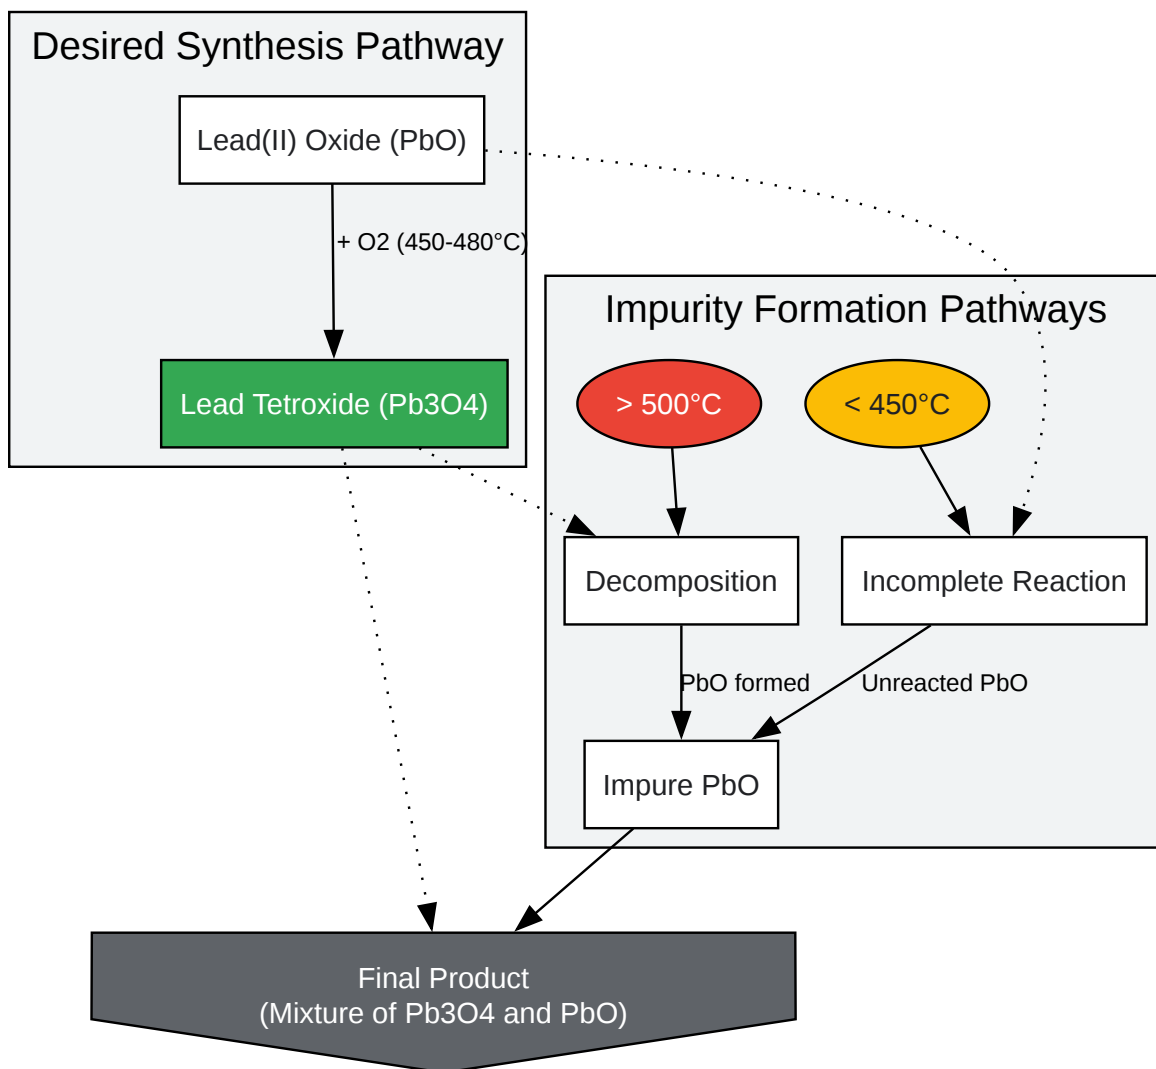 Desired Synthesis Pathway
Lead(II) Oxide (PbO)
+ O2 (450-480°C)
Lead Tetroxide (Pb3O4)
Impurity Formation Pathways
> 500°C
< 450°C
Decomposition
Incomplete Reaction
PbO formed
Unreacted PbO
Impure PbO
Final Product
(Mixture of Pb3O4 and PbO)